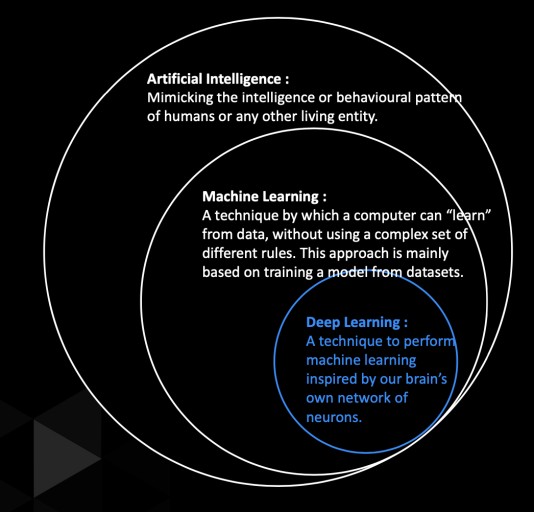 Artificial Intelligence :
Mimicking the intelligence or behavioural pattern
of humans or any other living entity.
Machine Learning :
A technique by which a computer can “learn”
from data, without using a complex set of
different rules. This approach is mainly
based on training a model from datasets.
Deep Learning :
A technique to perform
machine learning
inspired by our brain’s
own network of
neurons.